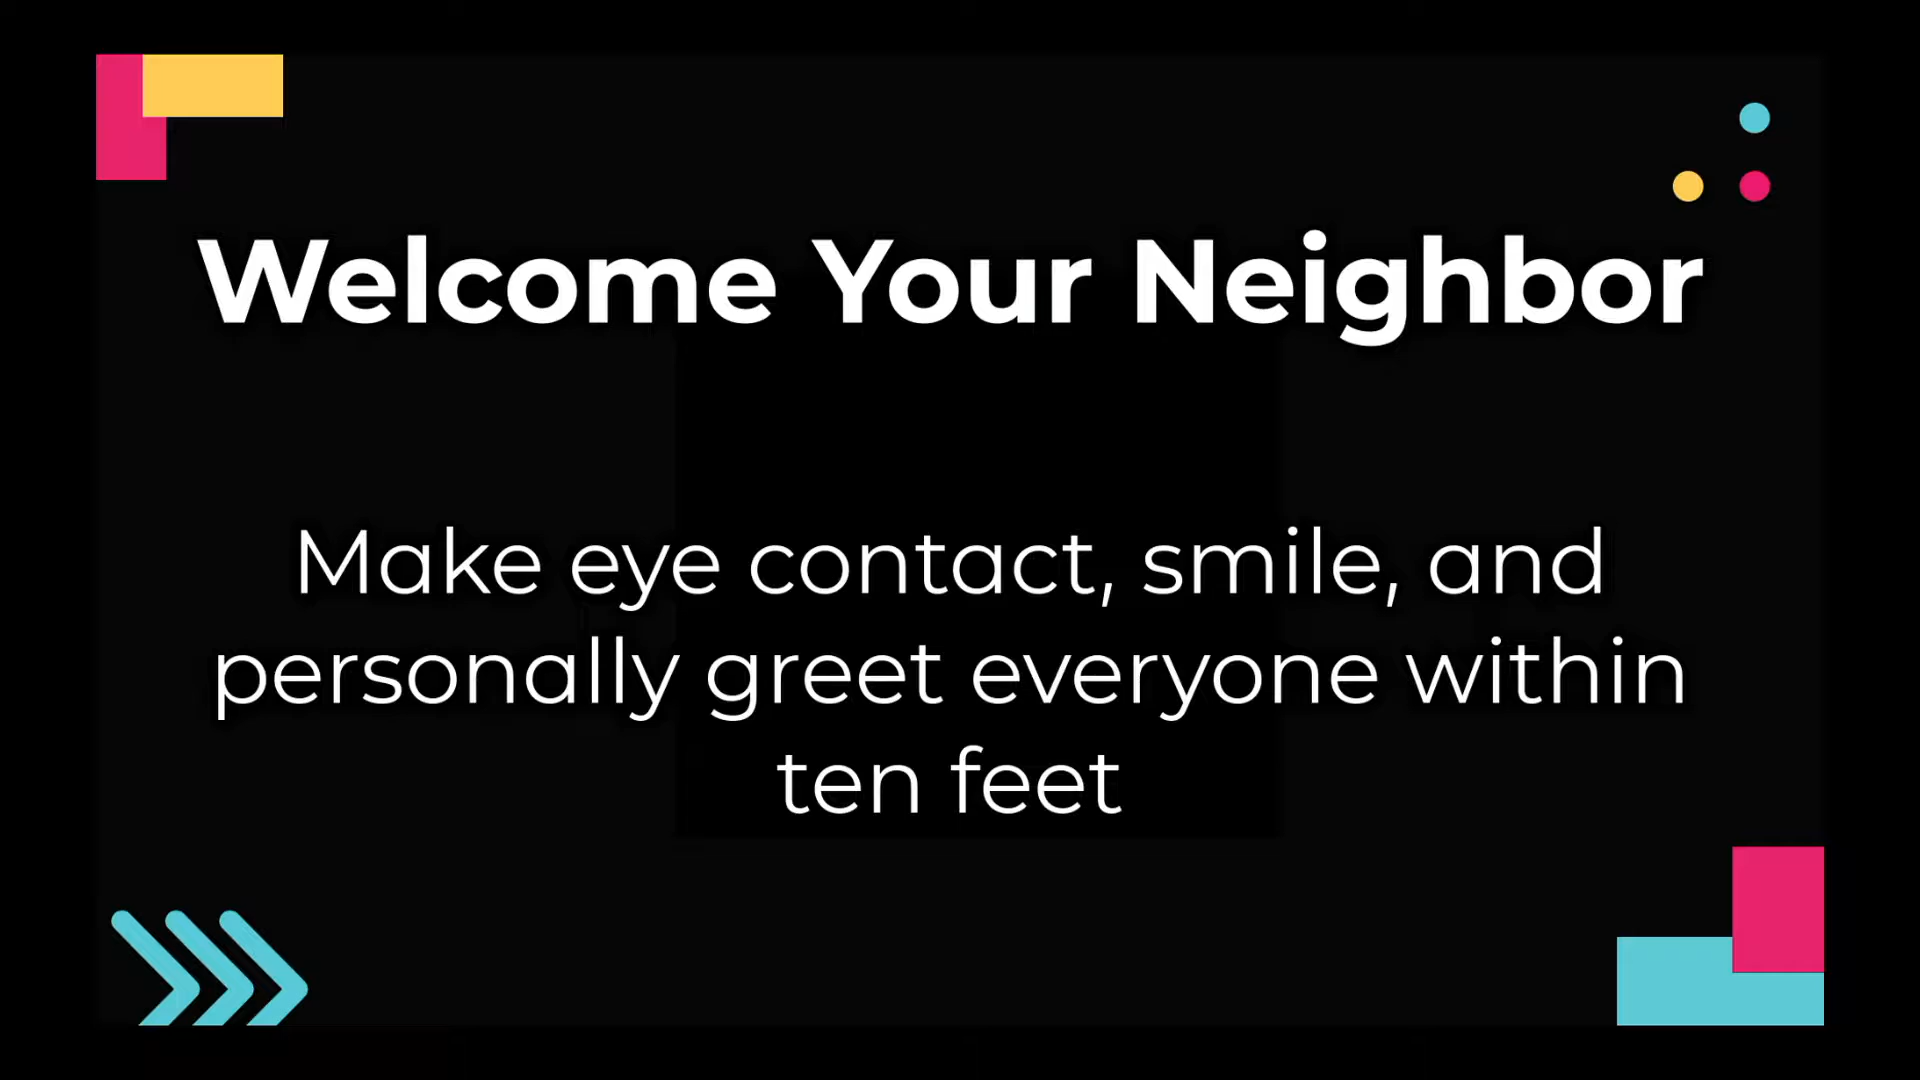 Welcome Your Neighbor
Make eye contact, smile, and
personally greet everyone within
ten feet